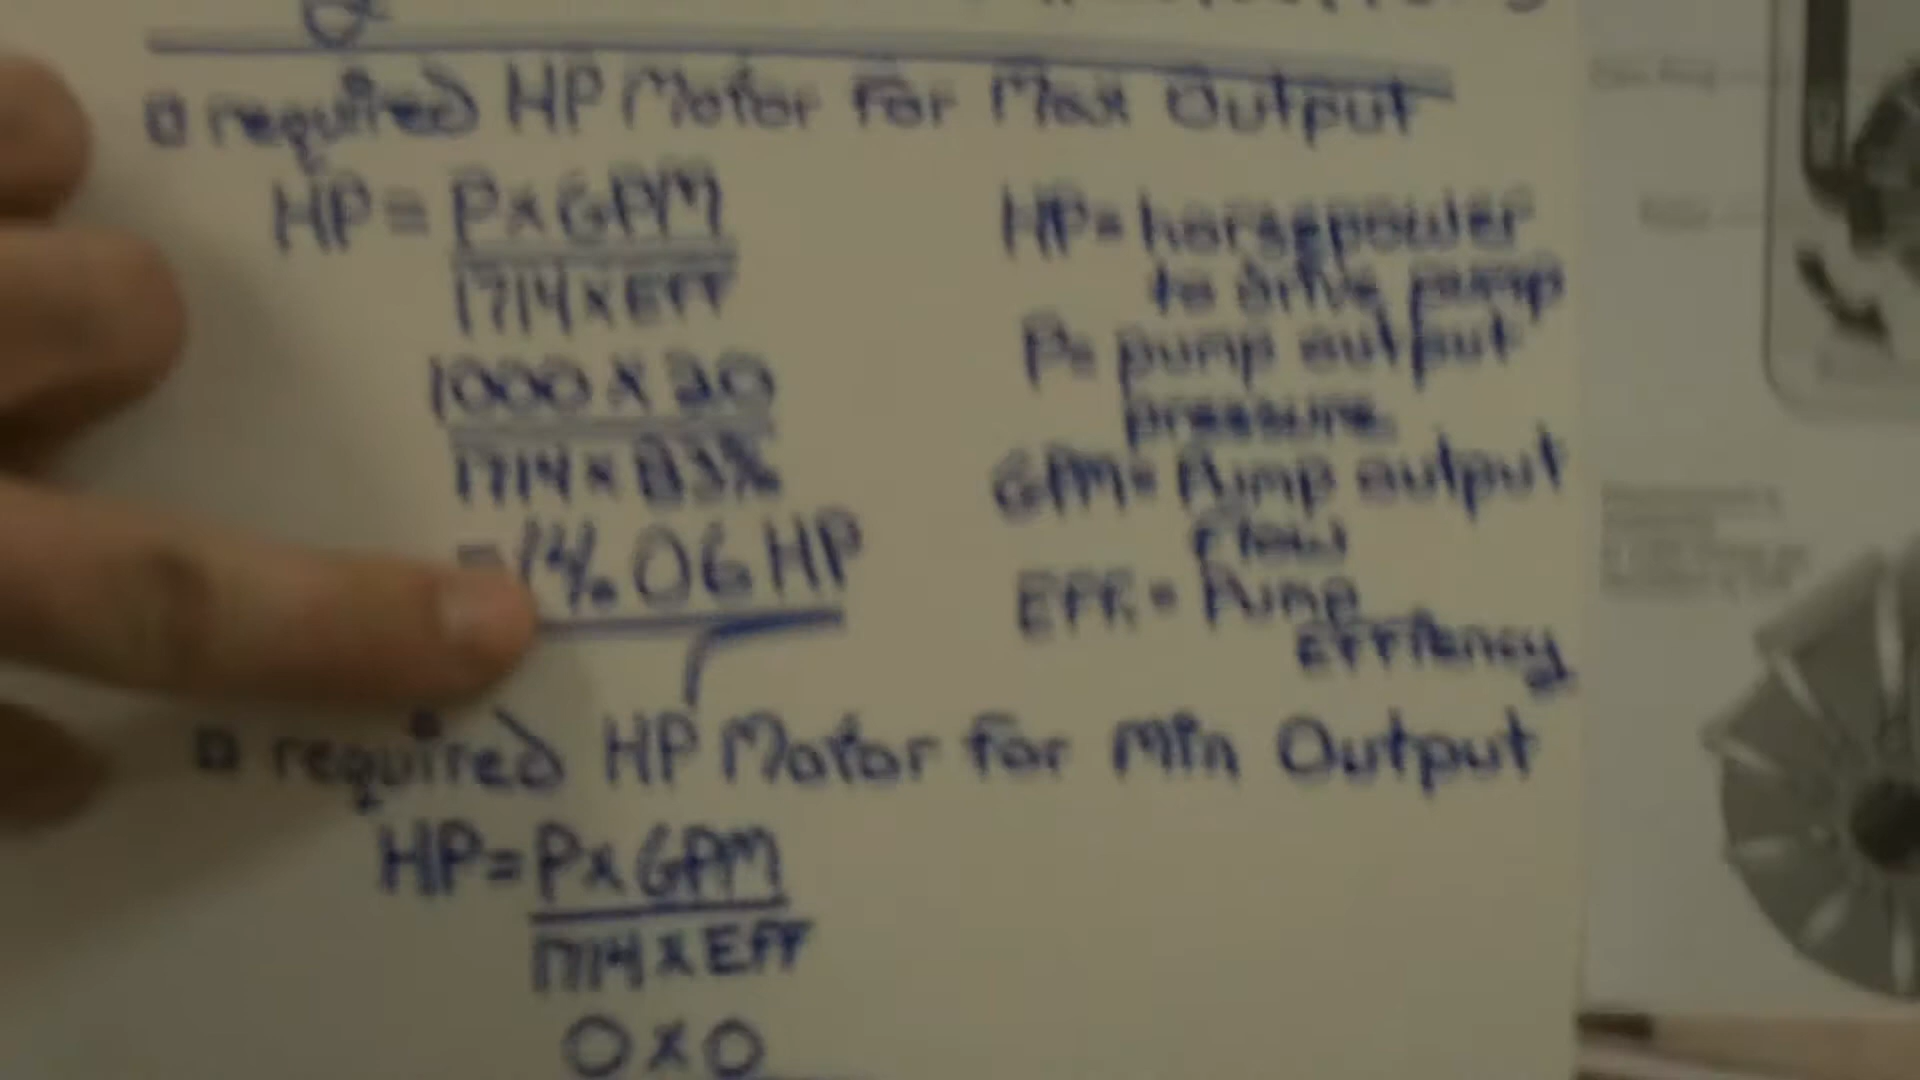 required HP Motor For Max Output
HP = P x GPM
1714 x EFF
1000 x 20
1714 x 83%
= 14.06 HP
HP = horsepower
to drive pump
P = pump output
pressure
GPM = Pump output
flow
EFF. = Pump
EFFIENCY
required HP Motor for Min Output
HP = P x GPM
1714 x EFF
0 x 0